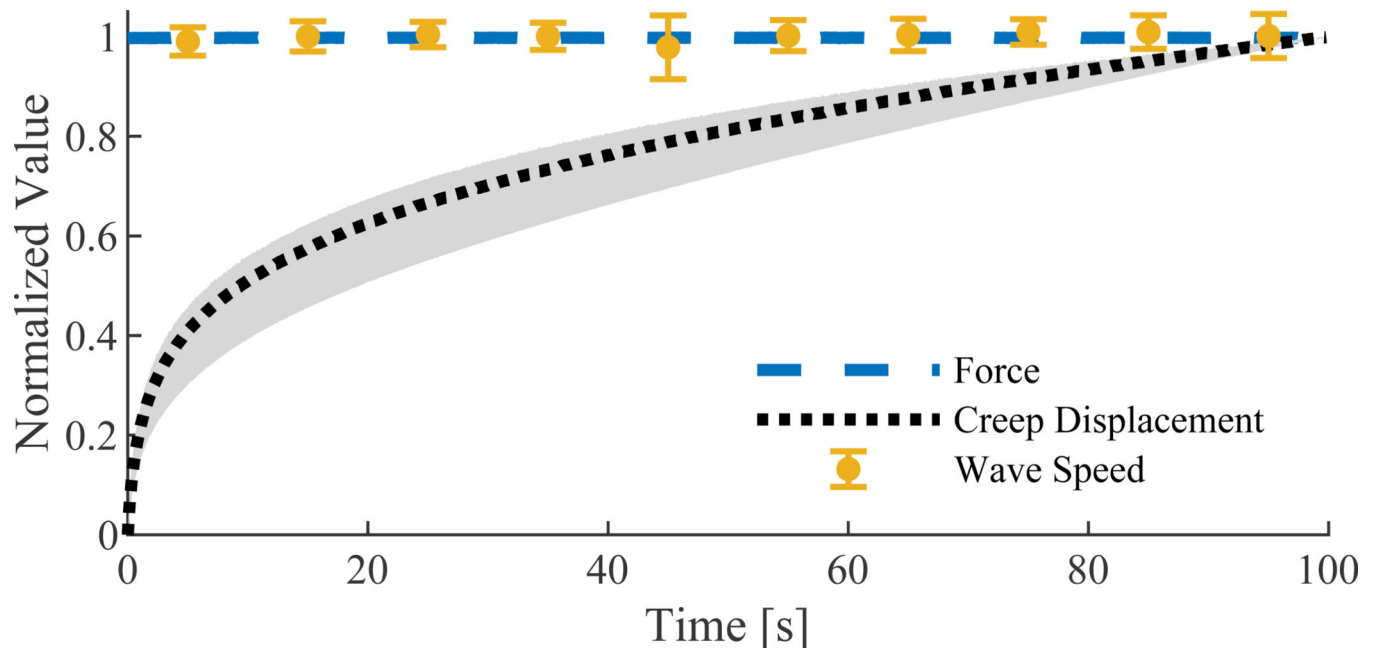 Normalized Value
1
0.8
0.6
0.4
0.2
0
0 20 40 60 80 100
Time [s]
Force
Creep Displacement
Wave Speed